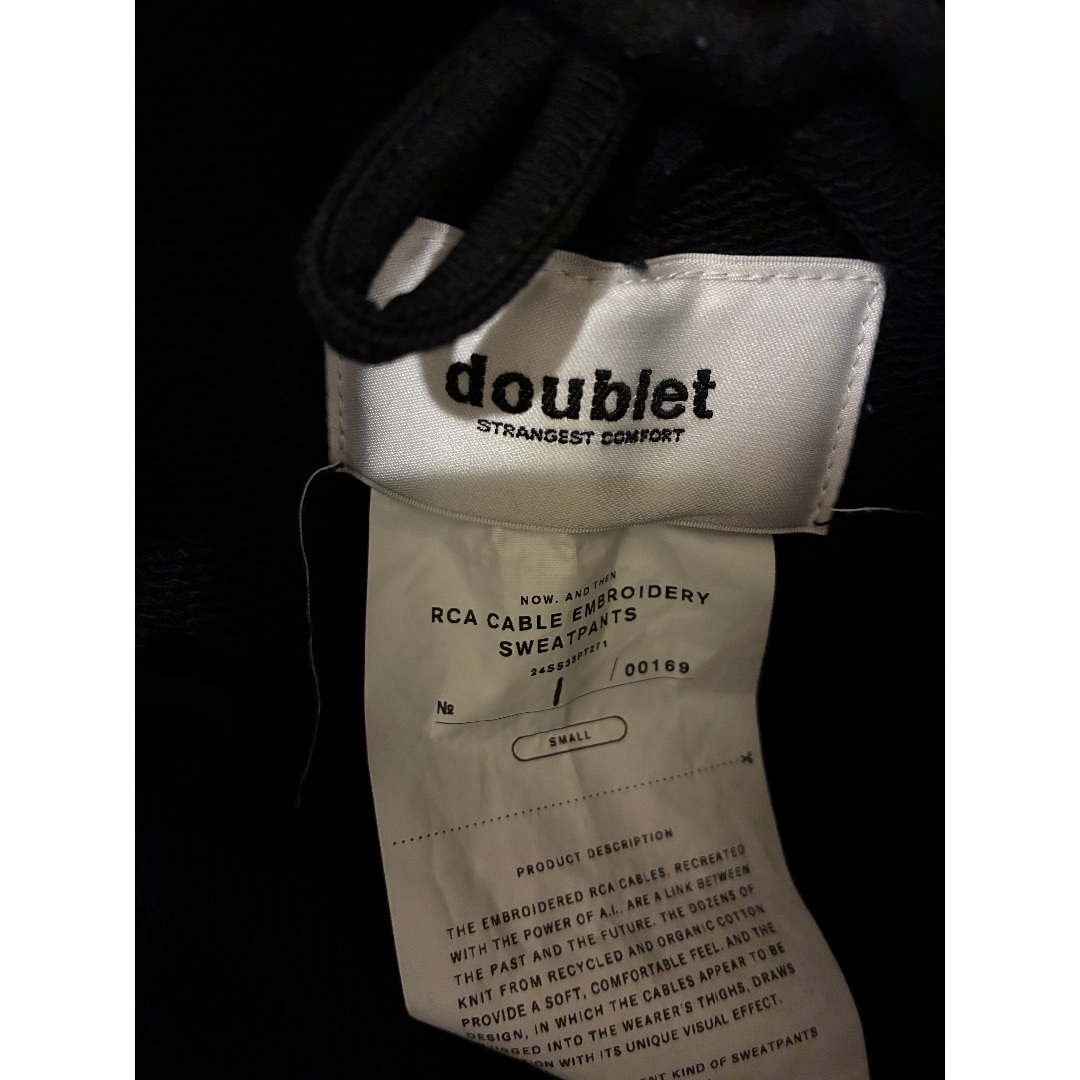 doublet
STRANGEST COMFORT
NOW. AND THEN
RCA CABLE EMBROIDERY
SWEATPANTS
24SS35PT271
№ 1 /00169
SMALL
PRODUCT DESCRIPTION
THE EMBROIDERED RCA CABLES, RECREATED
WITH THE POWER OF A.I., ARE A LINK BETWEEN
THE PAST AND THE FUTURE. THE DOZENS OF
KNIT FROM RECYCLED AND ORGANIC COTTON
PROVIDE A SOFT, COMFORTABLE FEEL. AND THE
DESIGN, IN WHICH THE CABLES APPEAR TO BE
INTO THE WEARER'S THIGHS, DRAWS
WITH ITS UNIQUE VISUAL EFFECT.
KIND OF SWEATPANTS